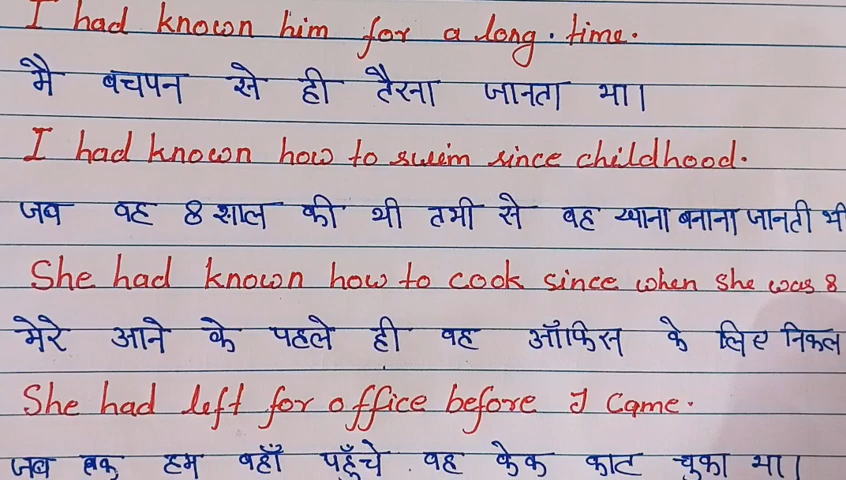 I had known him for a long. time.
मै बचपन से ही तैरना जानता था।
I had known how to swim since childhood.
जब वह 8 साल की थी तभी से वह खाना बनाना जानती थी
She had known how to cook since when she was 8
मेरे आने के पहले ही वह ऑफिस के लिए निकल
She had left for office before I came.
जब हम वहाँ पहुँचे . वह केक काट चुका था।